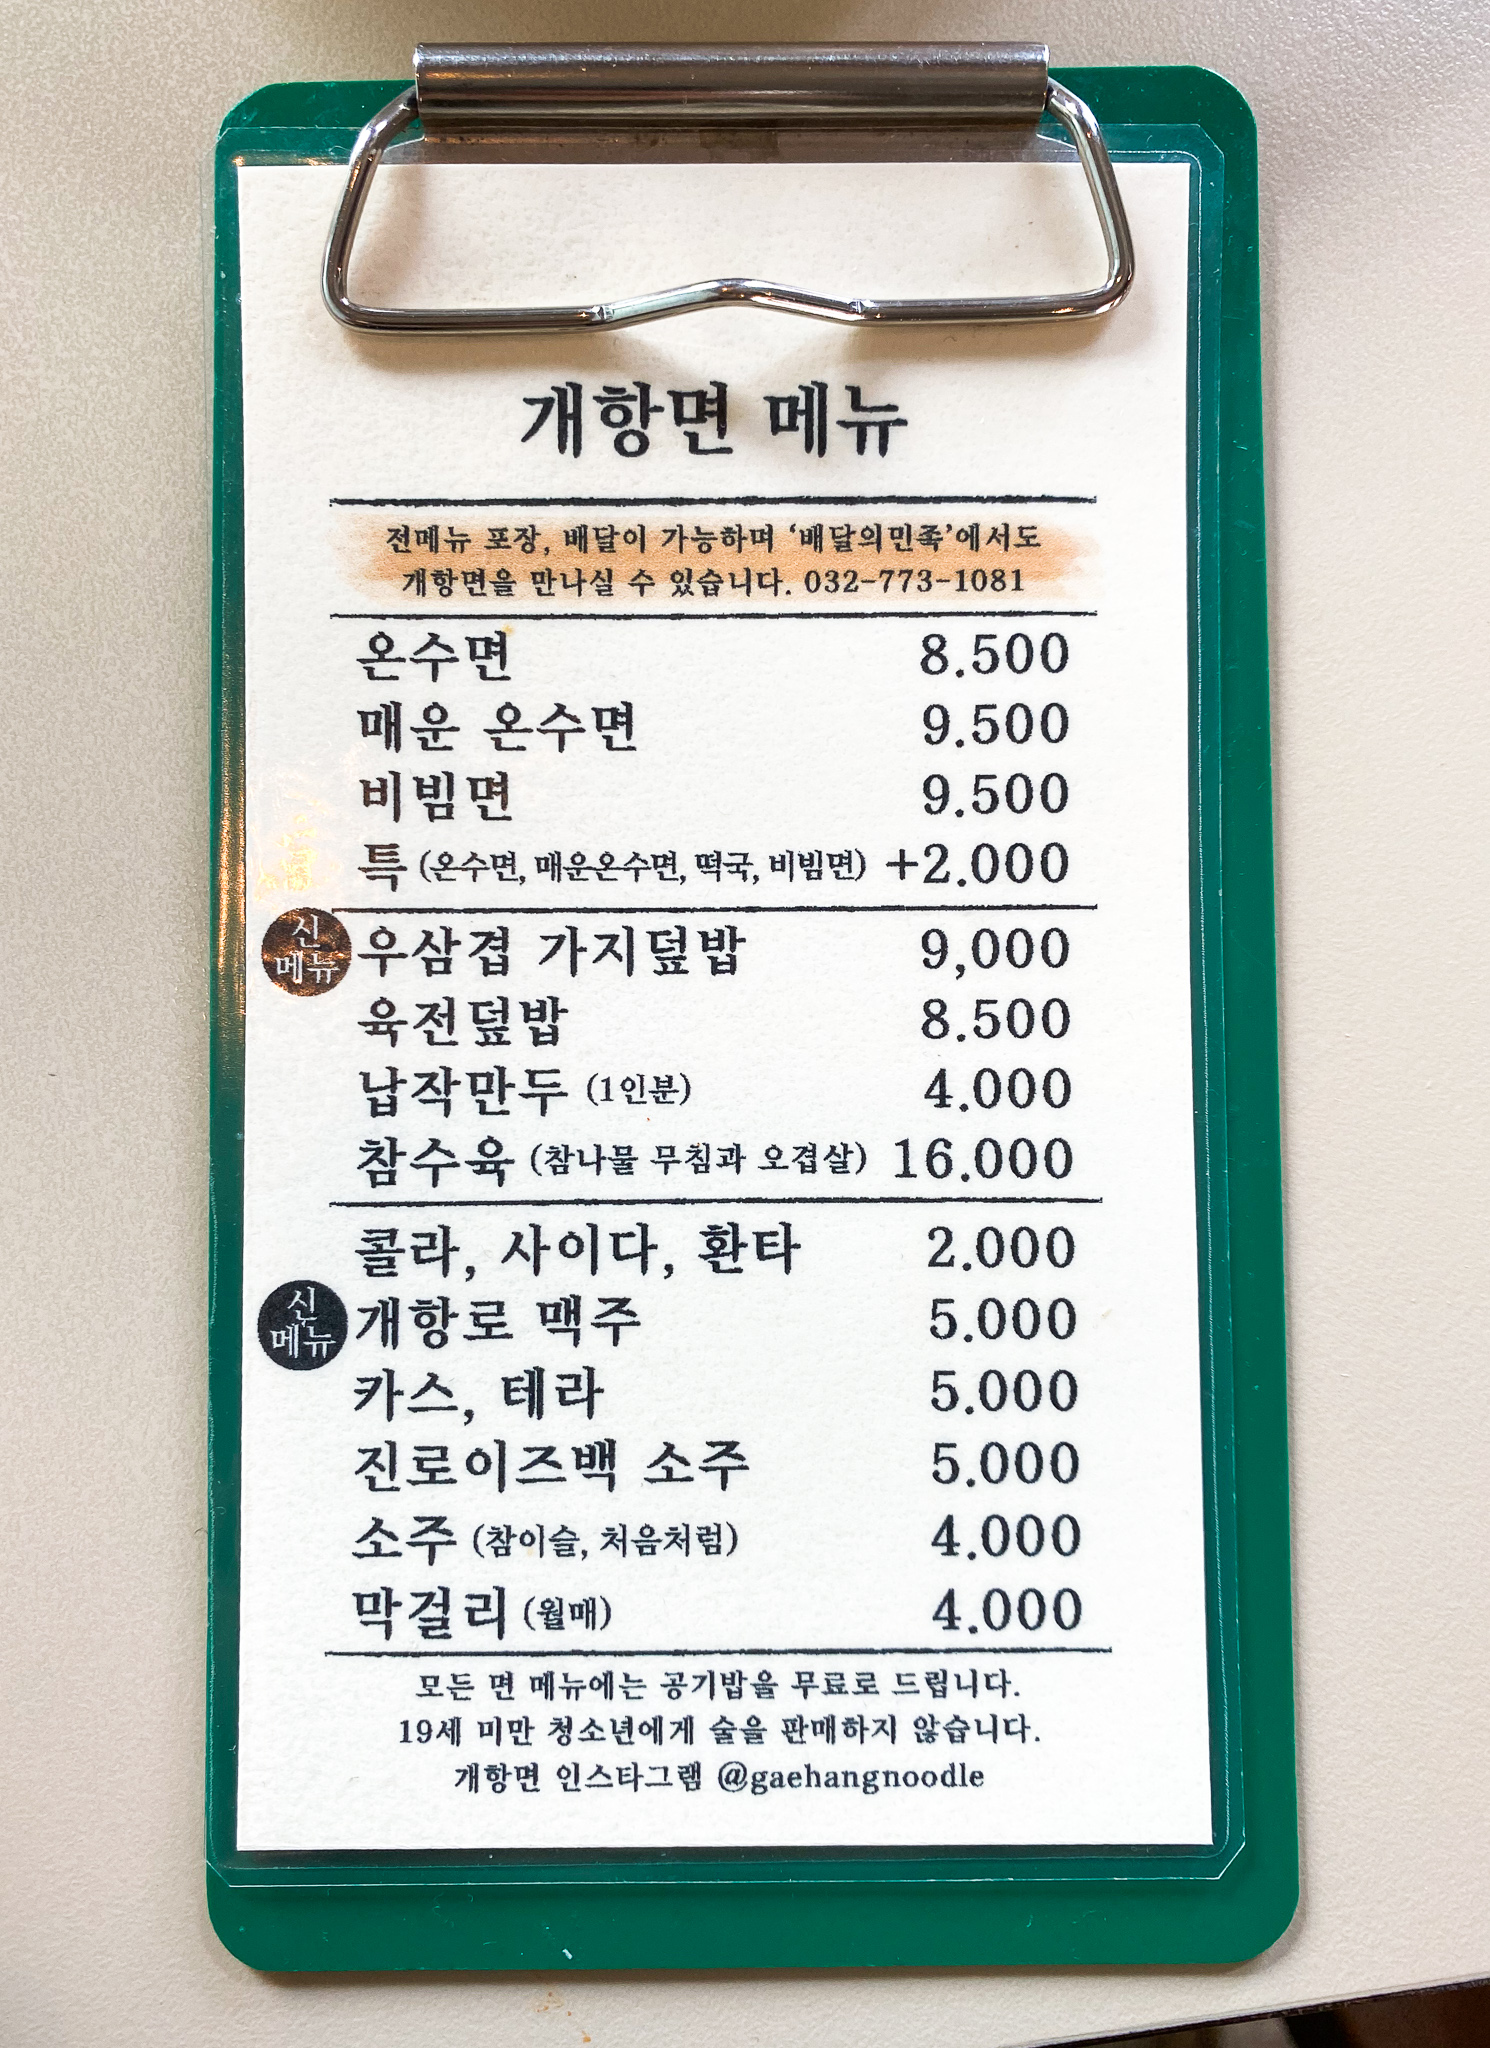 개항면 메뉴
전메뉴 포장, 배달이 가능하며 ‘배달의민족’에서도
개항면을 만나실 수 있습니다. 032-773-1081
온수면 8.500
매운 온수면 9.500
비빔면 9.500
특 (온수면, 매운온수면, 떡국, 비빔면) +2.000
신메뉴 우삼겹 가지덮밥 9,000
육전덮밥 8.500
납작만두 (1인분) 4.000
참수육 (참나물 무침과 오겹살) 16.000
콜라, 사이다, 환타 2.000
신메뉴 개항로 맥주 5.000
카스, 테라 5.000
진로이즈백 소주 5.000
소주 (참이슬, 처음처럼) 4.000
막걸리 (월매) 4.000
모든 면 메뉴에는 공기밥을 무료로 드립니다.
19세 미만 청소년에게 술을 판매하지 않습니다.
개항면 인스타그램 @gaehangnoodle